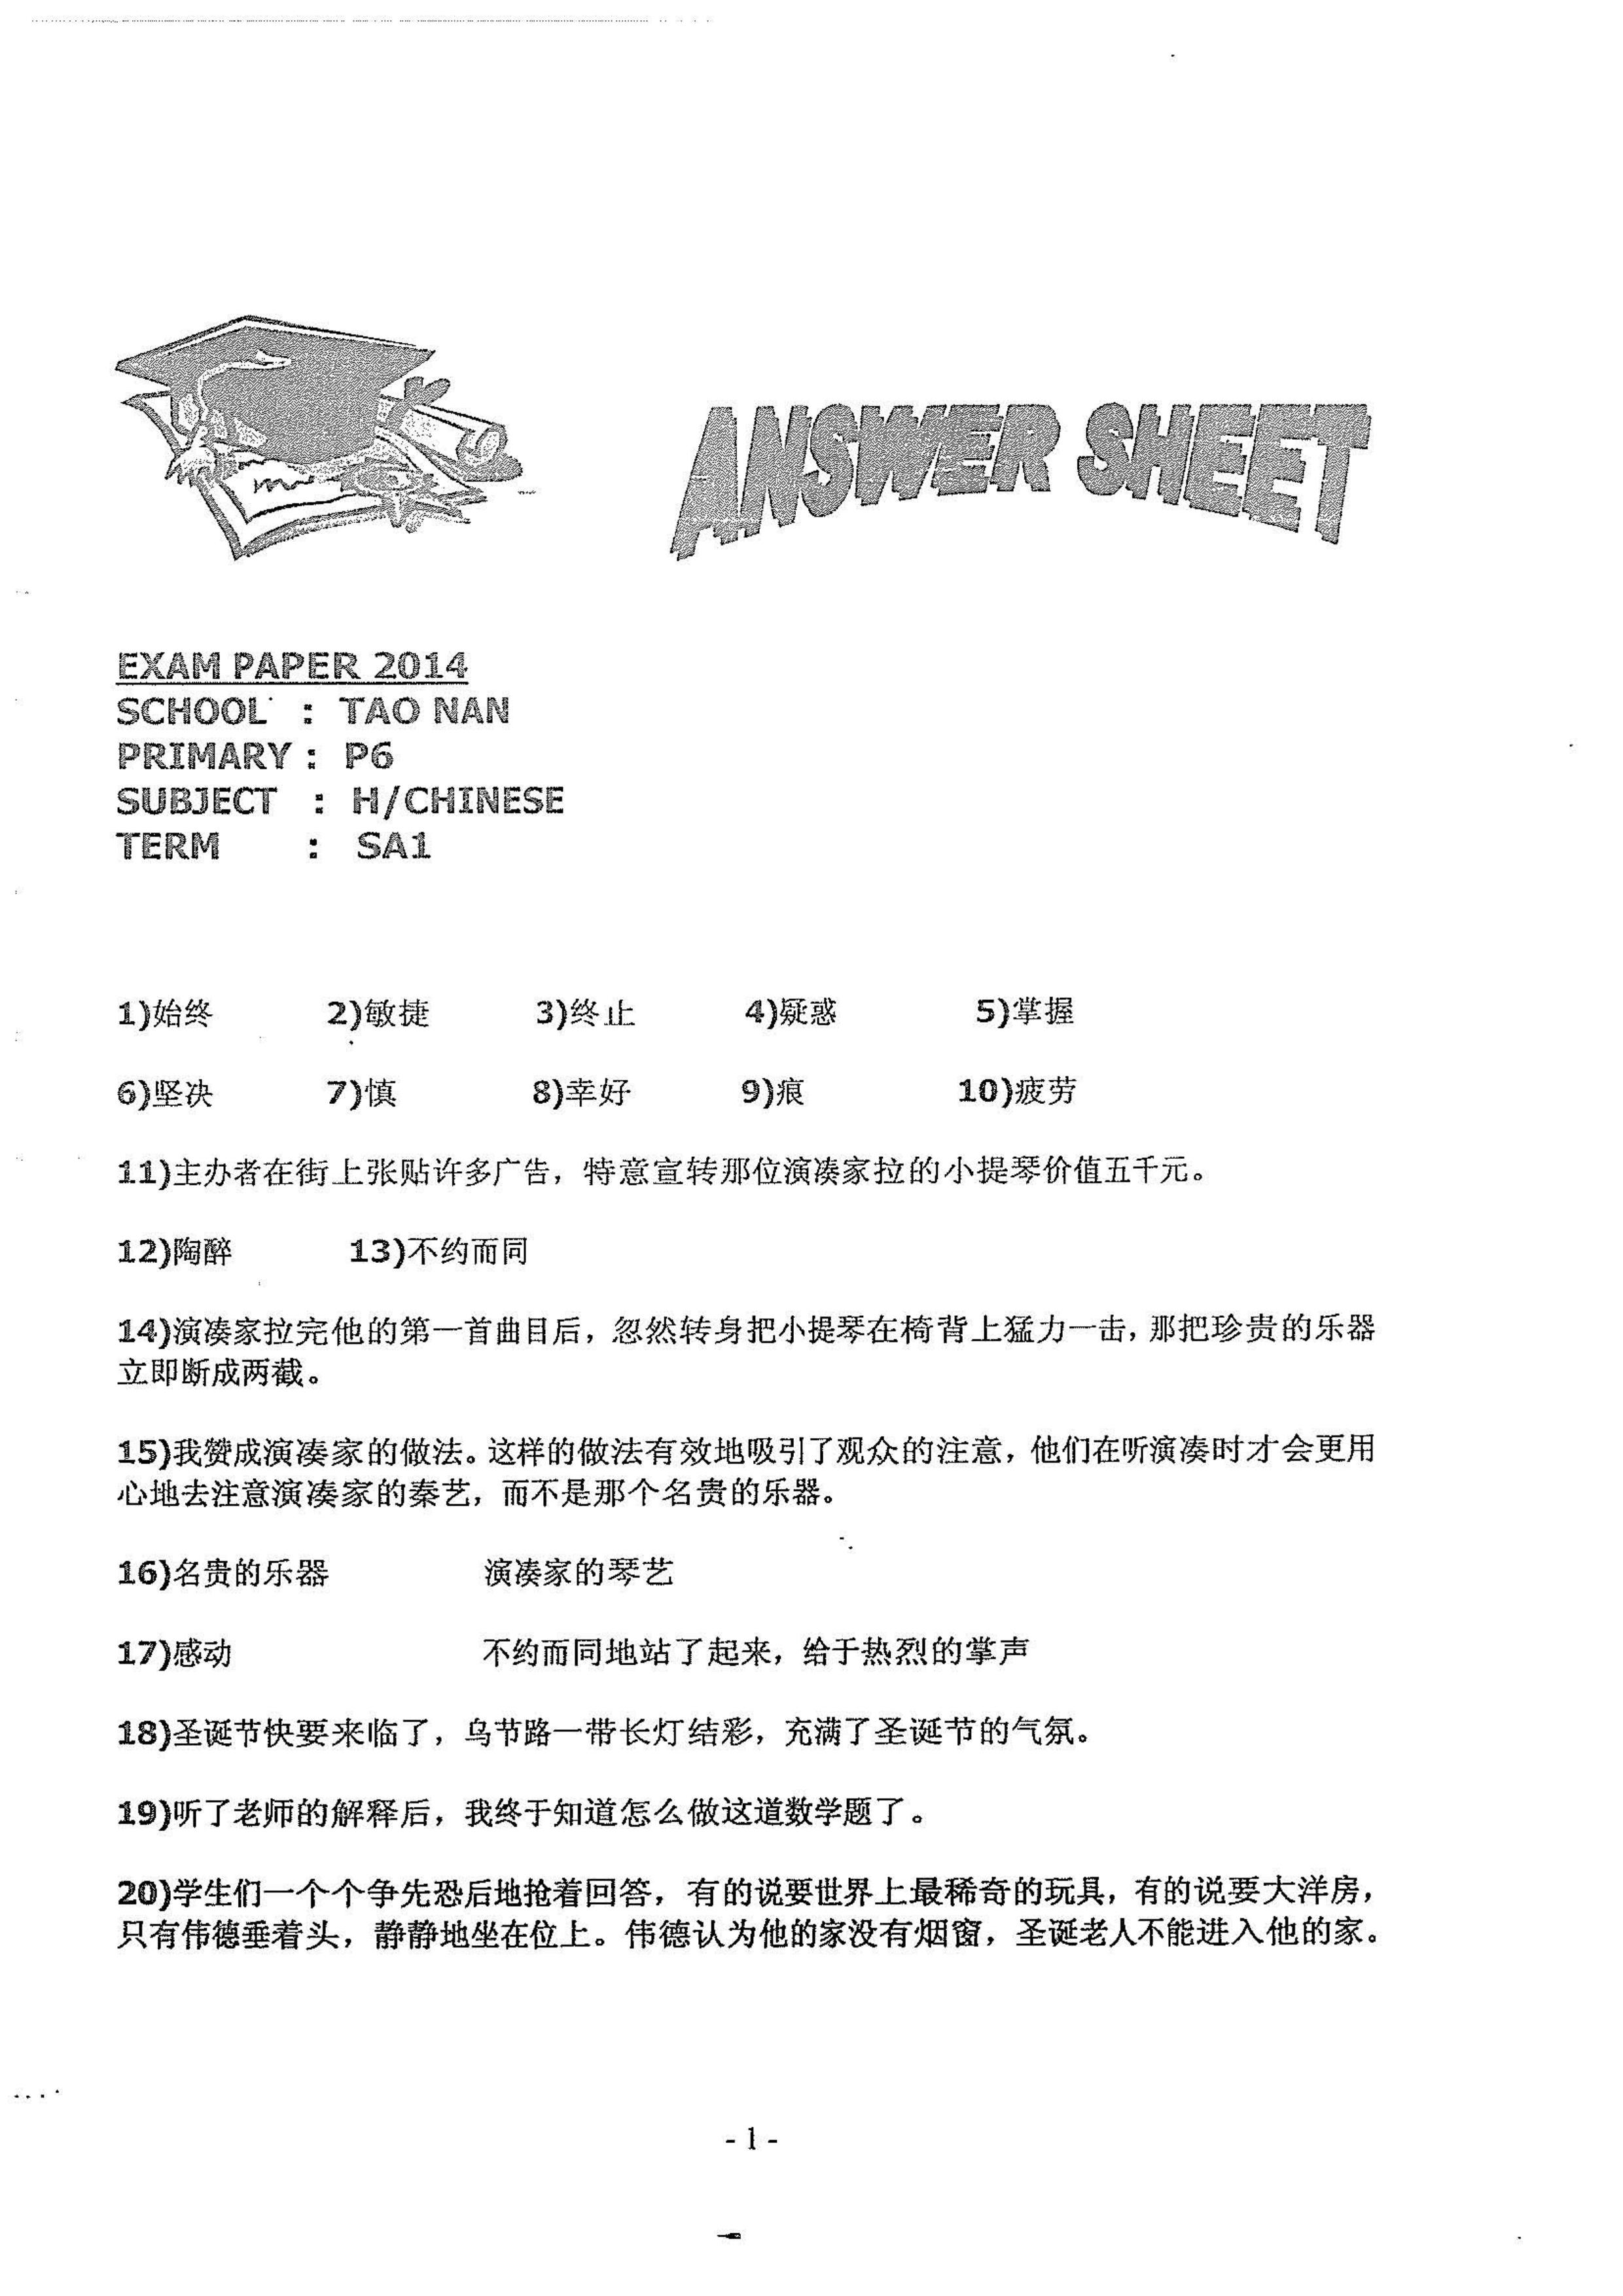 ANSWER SHEET
EXAM PAPER 2014
SCHOOL : TAO NAN
PRIMARY : P6
SUBJECT : H/CHINESE
TERM : SA1
1)始终 2)敏捷 3)终止 4)疑惑 5)掌握
6)坚决 7)慎 8)幸好 9)痕 10)疲劳
11)主办者在街上张贴许多广告，特意宣转那位演凑家拉的小提琴价值五千元。
12)陶醉 13)不约而同
14)演凑家拉完他的第一首曲目后，忽然转身把小提琴在椅背上猛力一击，那把珍贵的乐器
立即断成两截。
15)我赞成演凑家的做法。这样的做法有效地吸引了观众的注意，他们在听演凑时才会更用
心地去注意演凑家的秦艺，而不是那个名贵的乐器。
16)名贵的乐器 演凑家的琴艺
17)感动 不约而同地站了起来，给于热烈的掌声
18)圣诞节快要来临了，乌节路一带长灯结彩，充满了圣诞节的气氛。
19)听了老师的解释后，我终于知道怎么做这道数学题了。
20)学生们一个个争先恐后地抢着回答，有的说要世界上最稀奇的玩具，有的说要大洋房，
只有伟德垂着头，静静地坐在位上。伟德认为他的家没有烟窗，圣诞老人不能进入他的家。
- 1 -